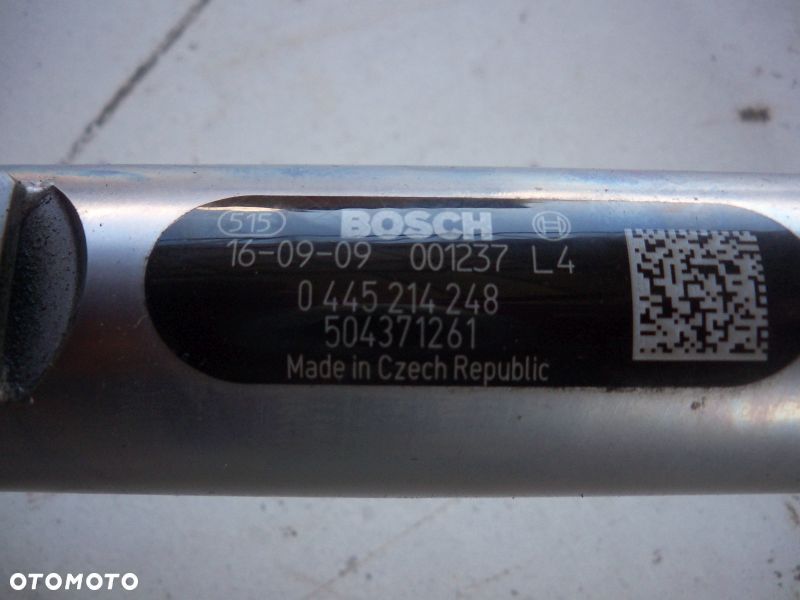 515 BOSCH
16-09-09 001237 L4
0 445 214 248
504371261
Made in Czech Republic
OTOMOTO